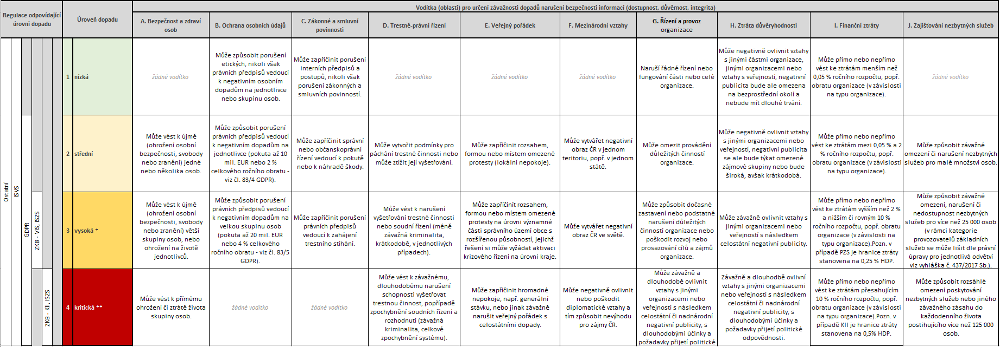 Regulace odpovídající
úrovni dopadu
Úroveň dopadu
Vodítka (oblasti) pro určení závažnosti dopadů narušení bezpečnosti informací (dostupnost, důvěrnost, integrita)
A. Bezpečnost a zdraví
osob
B. Ochrana osobních údajů
C. Zákonné a smluvní
povinnosti
D. Trestně-právní řízení
E. Veřejný pořádek
F. Mezinárodní vztahy
G. Řízení a provoz
organizace
H. Ztráta důvěryhodnosti
I. Finanční ztráty
J. Zajišťování nezbytných služeb
Ostatní
ISVS
GDPR
ZKB - VIS, ISZS
ZKB - KII, ISZS
1
nízká
žádné vodítko
Může způsobit porušení
etických, nikoli však
právních předpisů vedoucí
k negativním osobním
dopadům na jednotlivce
nebo skupinu osob.
Může zapříčinit porušení
interních předpisů a
postupů, nikoli však
porušení zákonných a
smluvních povinností.
žádné vodítko
žádné vodítko
žádné vodítko
Naruší řádné řízení nebo
fungování části nebo celé
organizace.
Může negativně ovlivnit vztahy
s jinými částmi organizace,
jinými organizacemi nebo
vztahy s veřejností, negativní
publicita bude ale omezena
na bezprostřední okolí a
nebude mít dlouhé trvání.
Může přímo nebo nepřímo
vést ke ztrátám menším než
0,05 % ročního rozpočtu, popř.
obratu organizace (v závislosti
na typu organizace).
žádné vodítko
2
střední
Může vést k újmě
(ohrožení osobní
bezpečnosti, svobody
nebo zranění) jedné
nebo několika osob.
Může způsobit porušení
právních předpisů vedoucí
k negativním dopadům na
jednotlivce (pokuta až 10
mil. EUR nebo 2 %
celkového ročního obratu -
viz čl. 83/4 GDPR).
Může zapříčinit správní
nebo občanskoprávní
řízení vedoucí k pokutě
nebo k náhradě škody.
Může vytvořit podmínky pro
páchání trestné činnosti nebo
může ztížit její vyšetřování.
Může zapříčinit rozsahem,
formou nebo místem omezené
protesty (lokální nepokoje).
Může vytvářet negativní
obraz ČR v jednom
teritoriu, popř. v jednom
státě.
Může omezit provádění
důležitých činností
organizace.
Může negativně ovlivnit vztahy
s jinými organizacemi nebo
veřejností, negativní publicita
se ale bude týkat omezené
zájmové skupiny nebo bude
široká, avšak krátkodobá.
Může přímo nebo nepřímo
vést ke ztrátám mezi 0,05 % a 2
% ročního rozpočtu, popř.
obratu organizace (v závislosti
na typu organizace).
Může způsobit závažné
omezení či narušení nezbytných
služeb pro malé množství osob.
3
vysoká *
Může vést k újmě
(ohrožení osobní
bezpečnosti, svobody
nebo zranění) větší
skupiny osob, nebo
ohrožení na životě
jednotlivců.
Může způsobit porušení
právních předpisů vedoucí
k negativním dopadům na
velkou skupinu osob
(pokuta až 20 mil. EUR
nebo 4 % celkového
ročního obratu - viz čl. 83/5
GDPR).
Může zapříčinit porušení
právních předpisů
vedoucí k zahájení
trestního stíhání.
Může vést k narušení
vyšetřování trestné činnosti
nebo soudní řízení (méně
závažná kriminalita,
krátkodobě, v jednotlivých
případech).
Může zapříčinít rozsahem,
formou nebo místem omezené
protesty na úrovni významné
části správního území obce s
rozšířenou působností, jejichž
řešení si může vyžádat aktivaci
krizového řízení na úrovni kraje.
Může vytvářet negativní
obraz ČR ve světě.
Může způsobit dočasné
zastavení nebo podstatné
narušení důležitých
činností organizace nebo
poškodit rozvoj nebo
prosazování cílů a zájmů
organizace.
Může závažně ovlivnit vztahy s
jinými organizacemi nebo
veřejností s následkem
celostátní negativní publicity.
Může přímo nebo nepřímo
vést ke ztrátám vyšším než 2 %
a nižším či rovným 10 %
ročního rozpočtu, popř. obratu
organizace (v závislosti na
typu organizace).Pozn. v
případě PZS je hranice ztráty
stanovena na 0,25 % HDP.
Může způsobit závažné
omezení, narušení či
nedostupnost nezbytných
služeb pro více než 25 000 osob
(v rámci kategorie
provozovatelů základních
služeb se může lišit dle právní
úpravy pro jednotlivá odvětví
viz vyhláška č. 437/2017 Sb.).
4
kritická **
Může vést k přímému
ohrožení či ztrátě života
skupiny osob.
žádné vodítko
žádné vodítko
Může vést k závažnému,
dlouhodobému narušení
schopnosti vyšetřovat
trestnou činnost, popřípadě
zpochybnění soudních řízení a
rozhodnutí (závažná
kriminalita, celkové
zpochybnění systému).
Může zapříčinit hromadné
nepokoje, např. generální
stávku, nebo jinak závažně
narušit veřejný pořádek s
celostátními dopady.
Může negativně ovlivnit
nebo poškodit
diplomatické vztahy a
tím způsobit nevýhodu
pro zájmy ČR.
Může závažně a
dlouhodobě ovlivnit
vztahy s jinými
organizacemi nebo
veřejností s následkem
celostátní či nadnárodní
negativní publicity, s
dlouhodobými účinky a
požadavky přijetí politické
Závažně a dlouhodbě ovlivní
vztahy s jinými organizacemi
nebo veřejností s následkem
celostátní či nadnárodní
negativní publicity, s
dlouhodobými účinky a
požadavky přijetí politické
odpovědnosti.
Může přímo nebo nepřímo
vést ke ztrátám přesahujícím
10 % ročního rozpočtu, popř.
obratu organizace (v závislosti
na typu organizace).Pozn. v
případě KII je hranice ztráty
stanovena na 0,5% HDP.
Může způsobit rozsáhlé
omezení poskytování
nezbytných služeb nebo jiného
závažného zásahu do
každodenního života
postihujícího více než 125 000
osob.